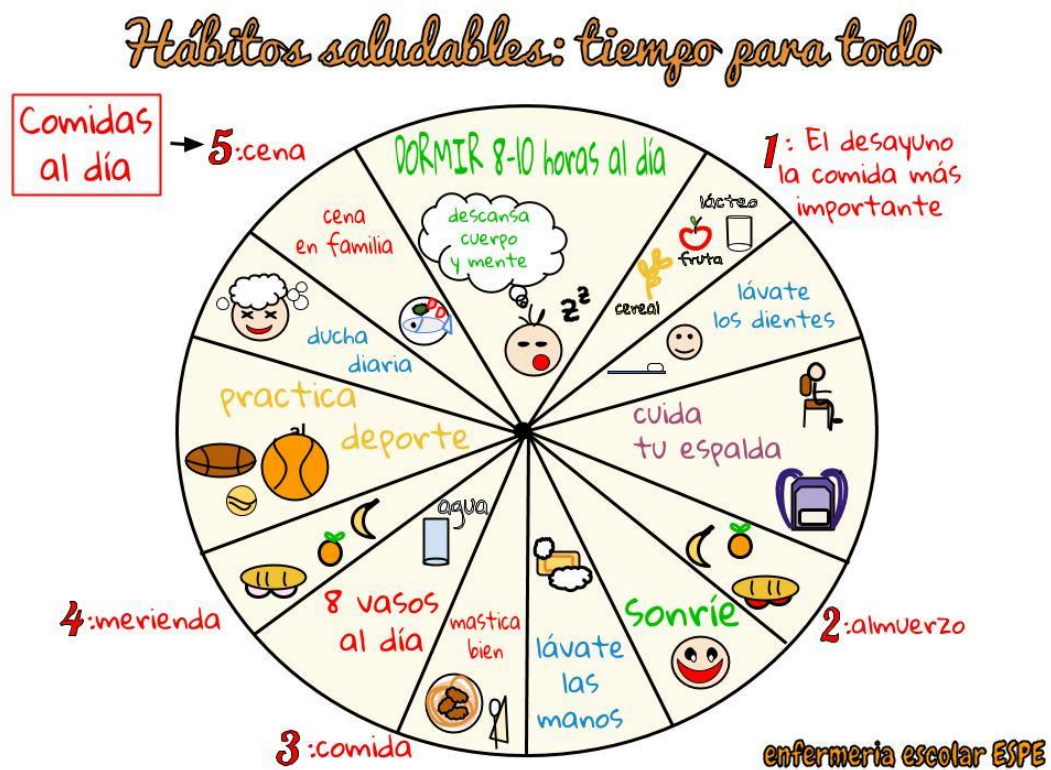 Hábitos saludables: tiempo para todo
Comidas
al día
5:cena
DORMIR 8-10 horas al día
1: El desayuno
la comida más
importante
descansa
cuerpo
y mente
zz
lácteo
fruta
cereal
lávate
los dientes
cuida
tu espalda
2:almuerzo
sonríe
lávate
las
manos
mastica
bien
3:comida
agua
8 vasos
al día
4:merienda
practica
al
deporte
ducha
diaria
cena
en familia
enfermeria escolar ESPE